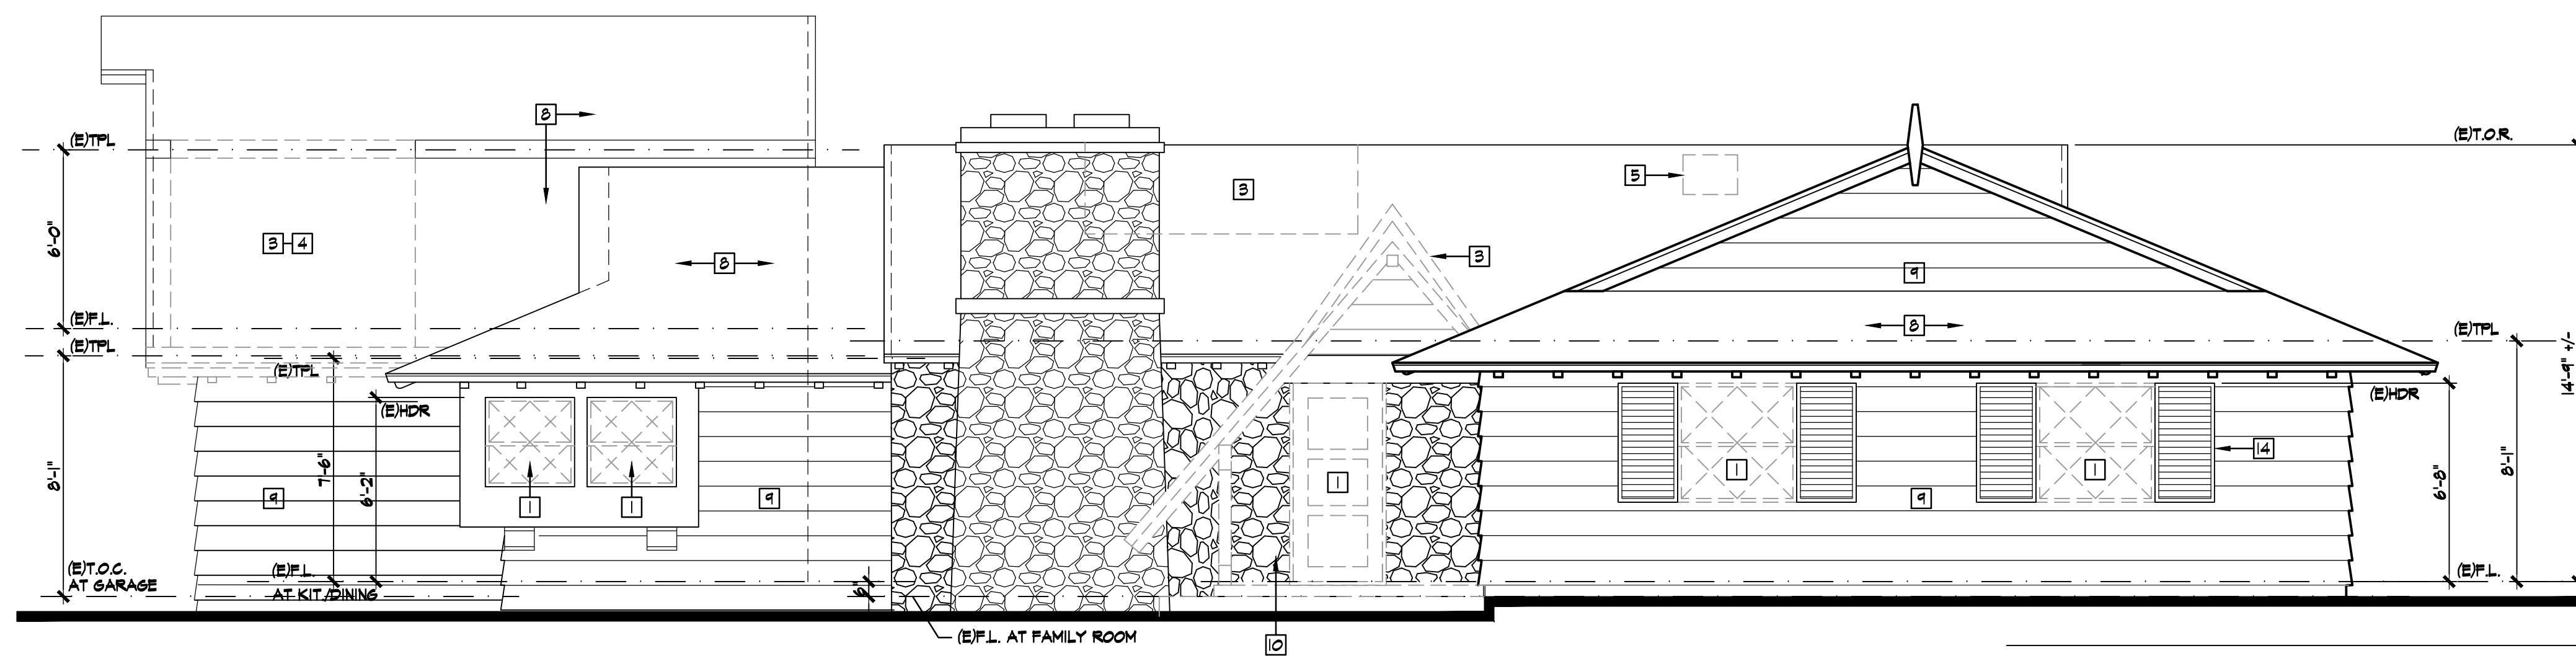 (E)TPL
8
(E)T.O.R.
6'-0"
3
5
3 4
8
3
9
14'-9" +/-
(E)F.L.
(E)TPL
8
(E)TPL
(E)TPL
(E)HDR
(E)HDR
8'-1"
7'-6"
6'-2"
9
1
1
9
1
1
9
1
14
6'-8"
8'-1"
(E)T.O.C.
AT GARAGE
(E)F.L.
AT KIT./DINING
6"
(E)F.L.
(E)F.L. AT FAMILY ROOM
10